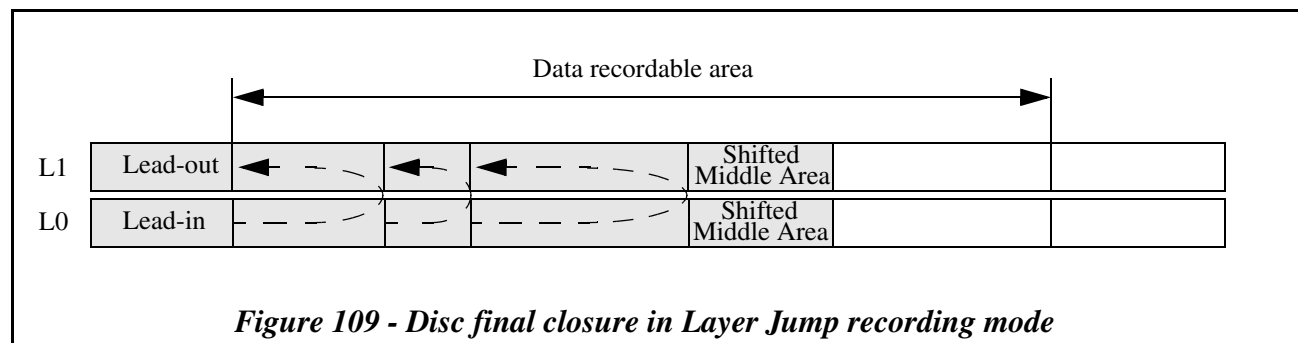 Data recordable area
L1
Lead-out
Shifted
Middle Area
L0
Lead-in
Shifted
Middle Area
Figure 109 - Disc final closure in Layer Jump recording mode